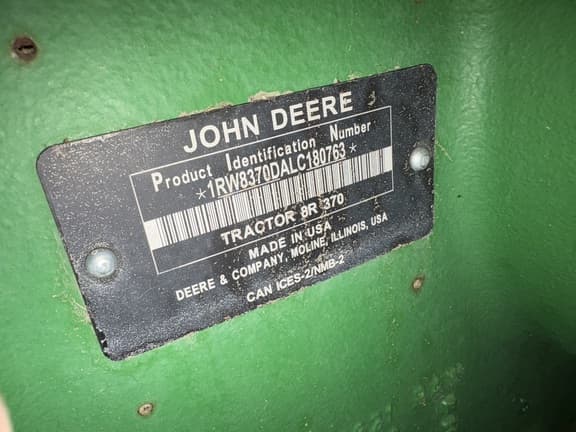 JOHN DEERE
Product Identification Number
*1RW8370DALC180763*
TRACTOR 8R 370
MADE IN USA
DEERE & COMPANY, MOLINE, ILLINOIS, USA
CAN ICES-2/NMB-2